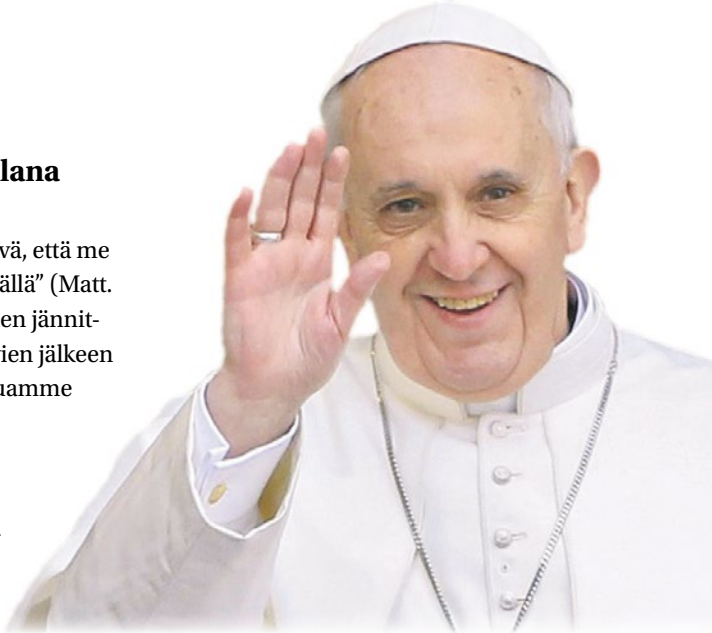 lana
vä, että me
ällä” (Matt.
en jännit-
ien jälkeen
uamme